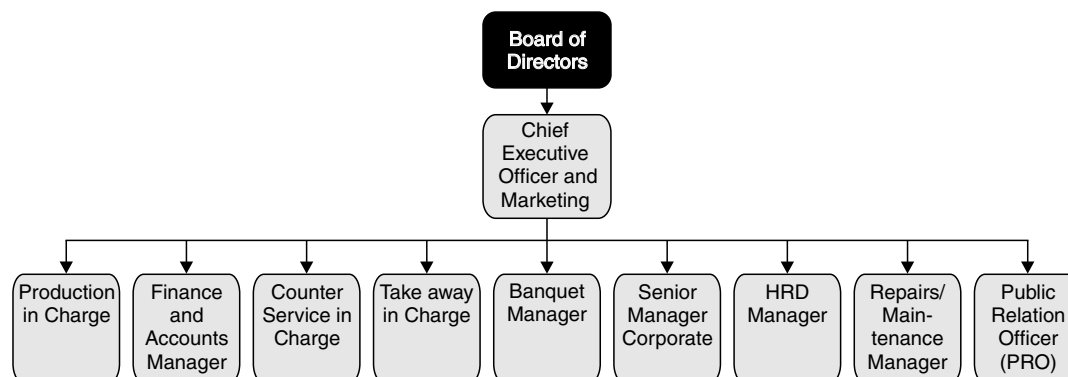 Board of
Directors
Chief
Executive
Officer and
Marketing
Production
in Charge
Finance
and
Accounts
Manager
Counter
Service in
Charge
Take away
in Charge
Banquet
Manager
Senior
Manager
Corporate
HRD
Manager
Repairs/
Main-
tenance
Manager
Public
Relation
Officer
(PRO)